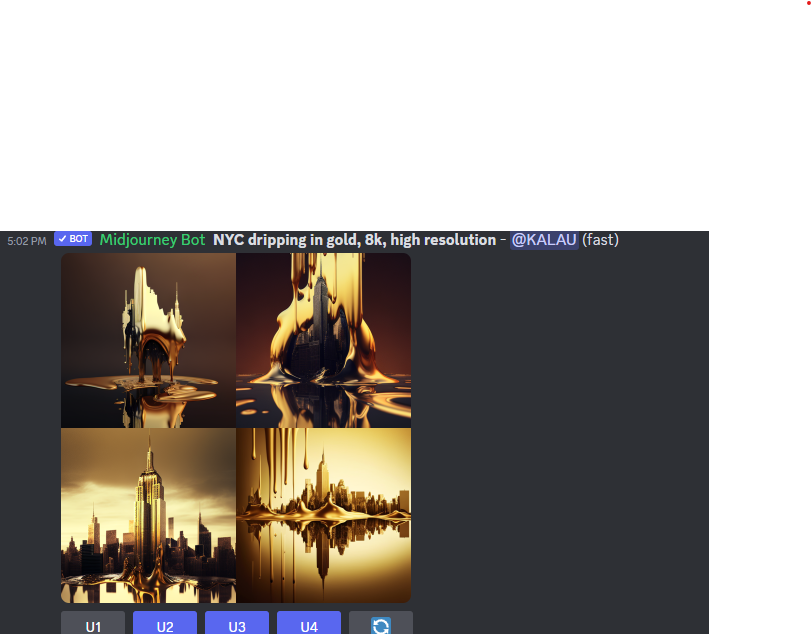 5:02 PM ✓ BOT Midjourney Bot NYC dripping in gold, 8k, high resolution - @KALAU (fast)
U1 U2 U3 U4